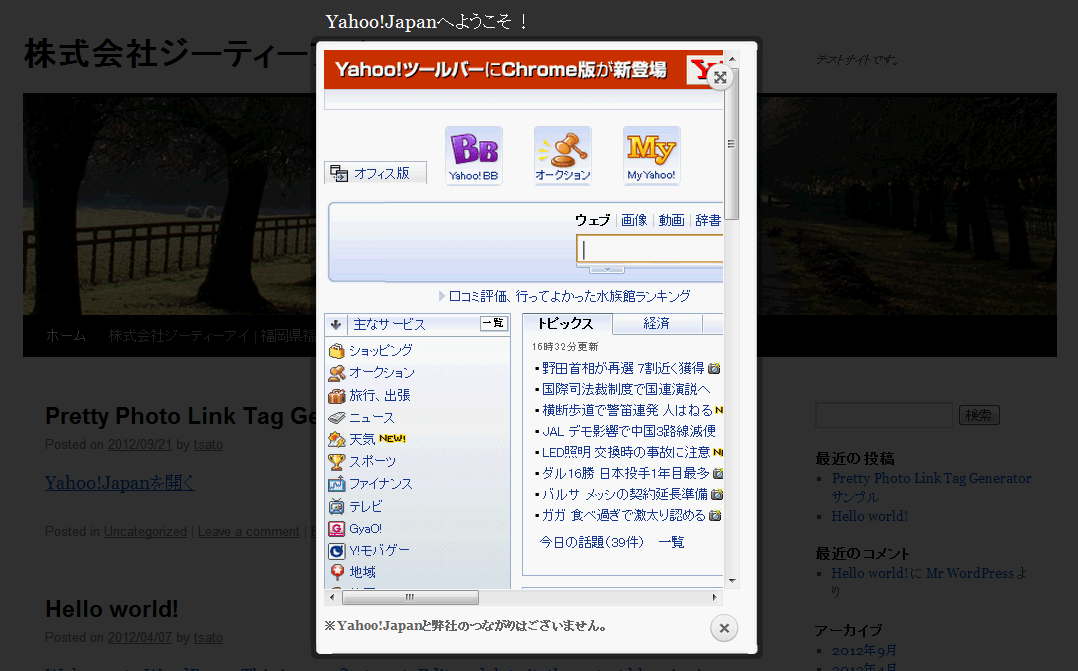 Yahoo!Japanへようこそ！
株式会社ジーティー
テストサイトです。
Yahoo!ツールバーにChrome版が新登場
Y!
BB
Yahoo! BB
オークション
My
My Yahoo!
オフィス版
ウェブ | 画像 | 動画 | 辞書
口コミ評価、行ってよかった水族館ランキング
ホーム 株式会社ジーティーアイ | 福岡県福
主なサービス 一覧
ショッピング
オークション
旅行、出張
ニュース
天気 NEW!
スポーツ
ファイナンス
テレビ
GyaO!
Y!モバゲー
地域
トピックス 経済
16時32分更新
野田首相が再選 7割近く獲得
国際司法裁制度で国連演説へ
横断歩道で警笛連発 人はねる
JAL デモ影響で中国3路線減便
LED照明 交換時の事故に注意
ダル16勝 日本投手1年目最多
バルサ メッシの契約延長準備
ガガ 食べ過ぎで激太り認める
今日の話題（39件） 一覧
※Yahoo!Japanと弊社のつながりはございません。
Pretty Photo Link Tag Ge
Posted on 2012/09/21 by tsato
Yahoo!Japanを開く
Posted in Uncategorized | Leave a comment |
Hello world!
Posted on 2012/04/07 by tsato
検索
最近の投稿
Pretty Photo Link Tag Generator
サンプル
Hello world!
最近のコメント
Hello world! に Mr WordPress よ
り
アーカイブ
2012年9月
2012年4月